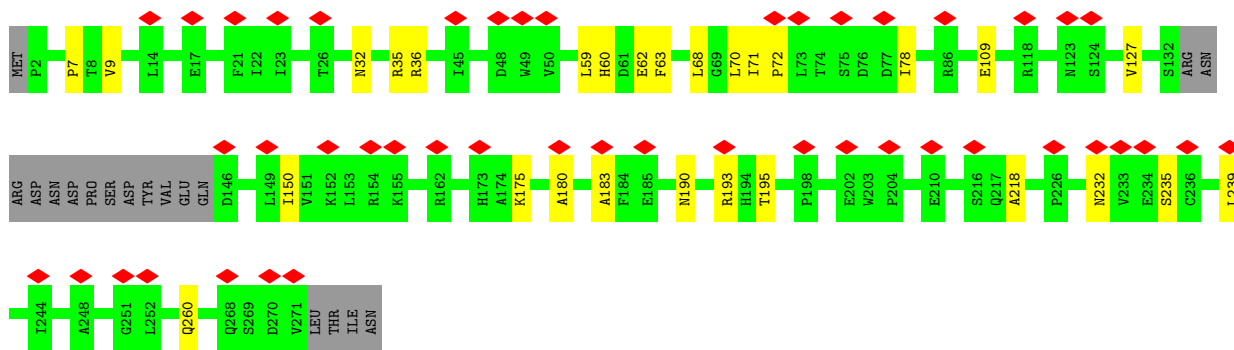 MET P2 P7 T8 V9 L14 E17 F21 I22 I23 T26 N32 R35 R36 I45 D48 W49 V50 L59 H60 D61 E62 F63 L68 G69 L70 I71 P72 L73 T74 S75 D76 D77 I78 R86 E109 R118 N123 S124 V127 S132 ARG ASN
ARG ASP ASN ASP PRO SER ASP TYR VAL GLU GLN D146 L149 I150 V151 K152 L153 R154 K155 R162 H173 A174 K175 A180 A183 F184 E185 N190 R193 H194 T195 P198 E202 W203 P204 E210 S216 Q217 A218 P226 N232 V233 E234 S235 C236
I244 A248 G251 L252 Q260 Q268 S269 D270 V271 LEU THR ILE ASN